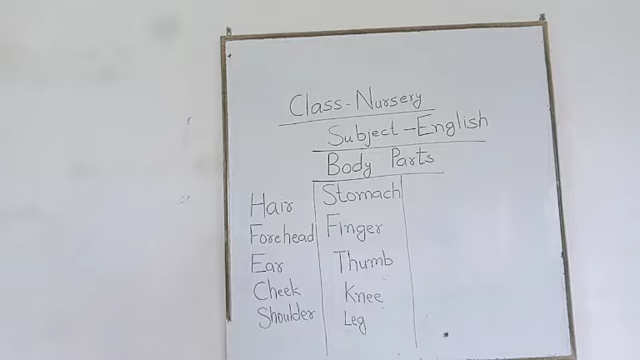 Class-Nursery
Subject-English
Body Parts
Hair
Forehead
Ear
Cheek
Shoulder
Stomach
Finger
Thumb
Knee
Leg